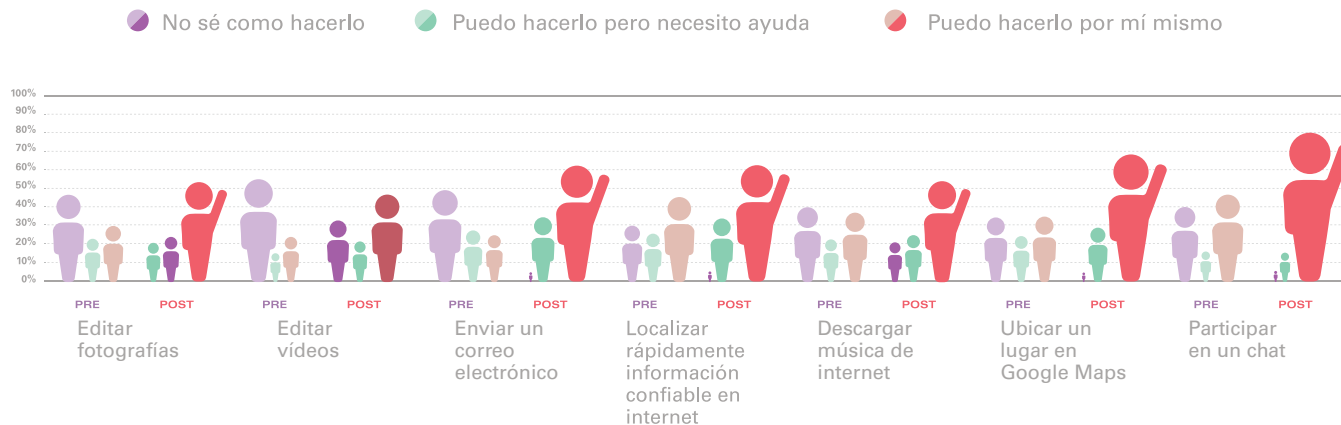 No sé como hacerlo
Puedo hacerlo pero necesito ayuda
Puedo hacerlo por mí mismo
100%
90%
80%
70%
60%
50%
40%
30%
20%
10%
0%
PRE POST
PRE POST
PRE POST
PRE POST
PRE POST
PRE POST
PRE POST
Editar
fotografías
Editar
vídeos
Enviar un
correo
electrónico
Localizar
rápidamente
información
confiable en
internet
Descargar
música de
internet
Ubicar un
lugar en
Google Maps
Participar
en un chat